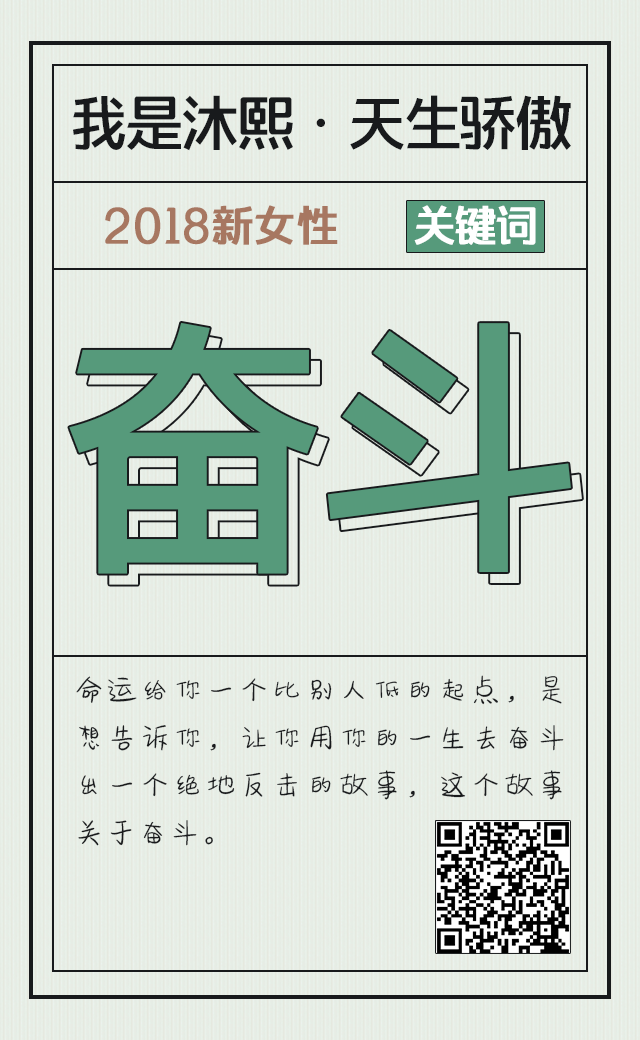 我是沐熙·天生骄傲
2018新女性 关键词
奋斗
命运给你一个比别人低的起点，是
想告诉你，让你用你的一生去奋斗
出一个绝地反击的故事，这个故事
关于奋斗。